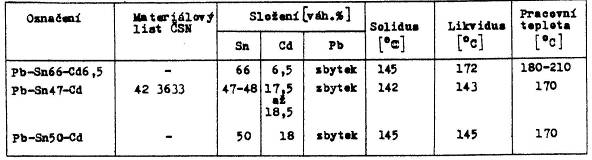 Označení Materiálový list ČSN Složení [váh.%] Solidus [°C] Likvidus [°C] Pracovní teplota [°C]
Sn Cd Pb
Pb-Sn66-Cd6,5 - 66 6,5 zbytek 145 172 180-210
Pb-Sn47-Cd 42 3633 47-48 17,5 až 18,5 zbytek 142 143 170
Pb-Sn50-Cd - 50 18 zbytek 145 145 170